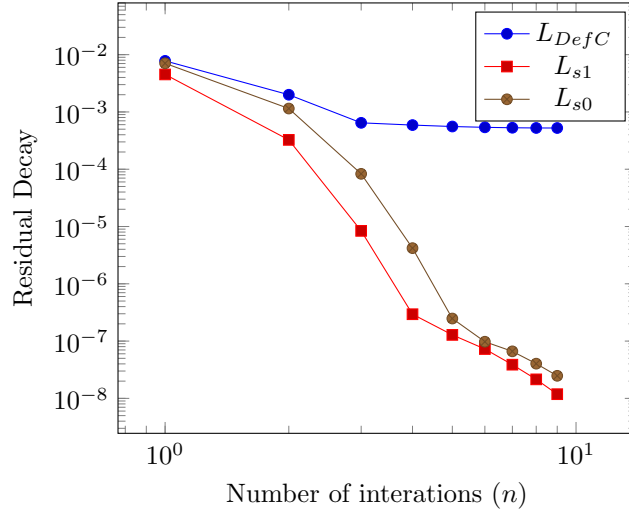 10^{-2}
10^{-3}
10^{-4}
10^{-5}
10^{-6}
10^{-7}
10^{-8}
Residual Decay
10^0
10^1
Number of interations (n)
L_{DefC}
L_{s1}
L_{s0}